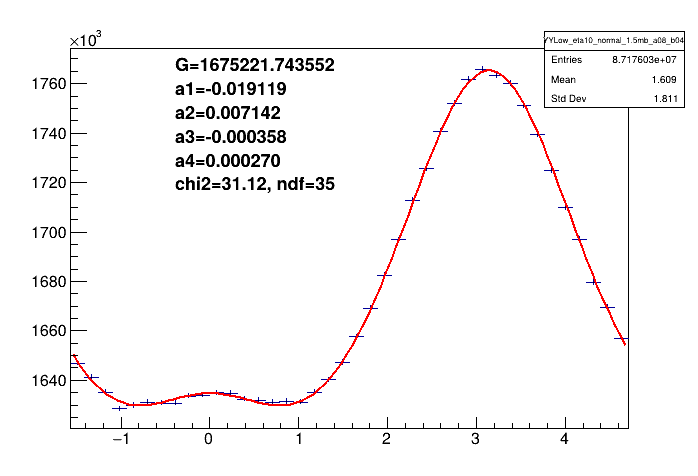 ×10³
YYLow_eta10_normal_1.5mb_a08_b04
Entries 8.717603e+07
Mean 1.609
Std Dev 1.811
G=1675221.743552
a1=-0.019119
a2=0.007142
a3=-0.000358
a4=0.000270
chi2=31.12, ndf=35
1760
1740
1720
1700
1680
1660
1640
−1 0 1 2 3 4